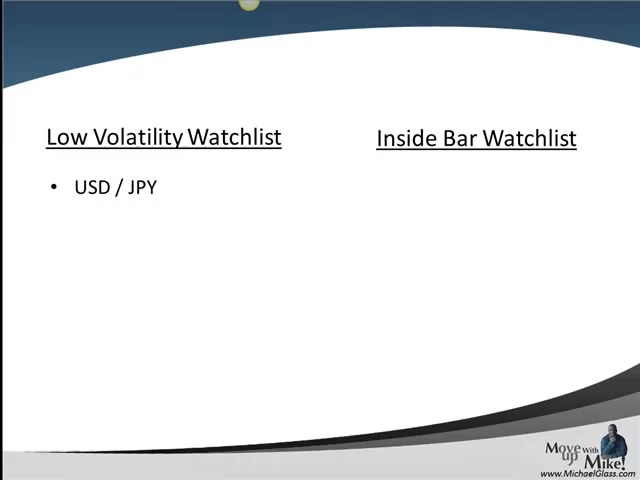 Low Volatility Watchlist
Inside Bar Watchlist
• USD / JPY
Move up With Mike!
www.MichaelGlass.com